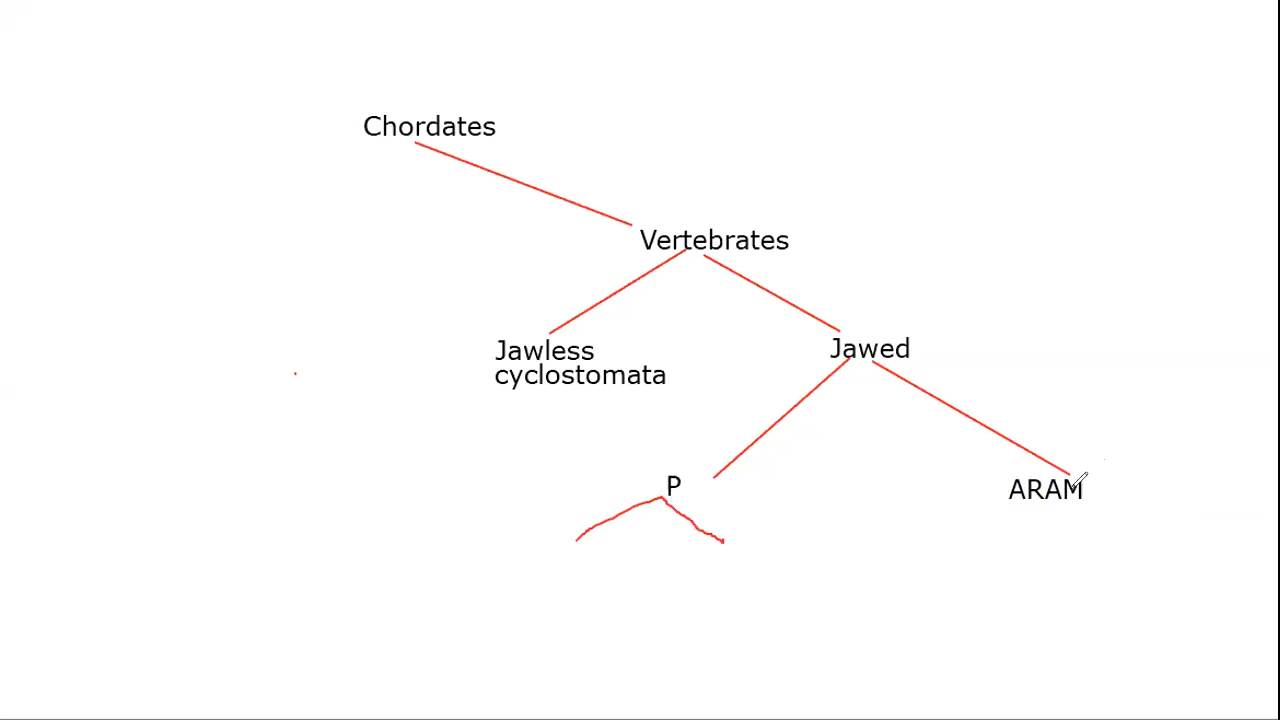 Chordates
Vertebrates
Jawless
cyclostomata
Jawed
P
ARAM